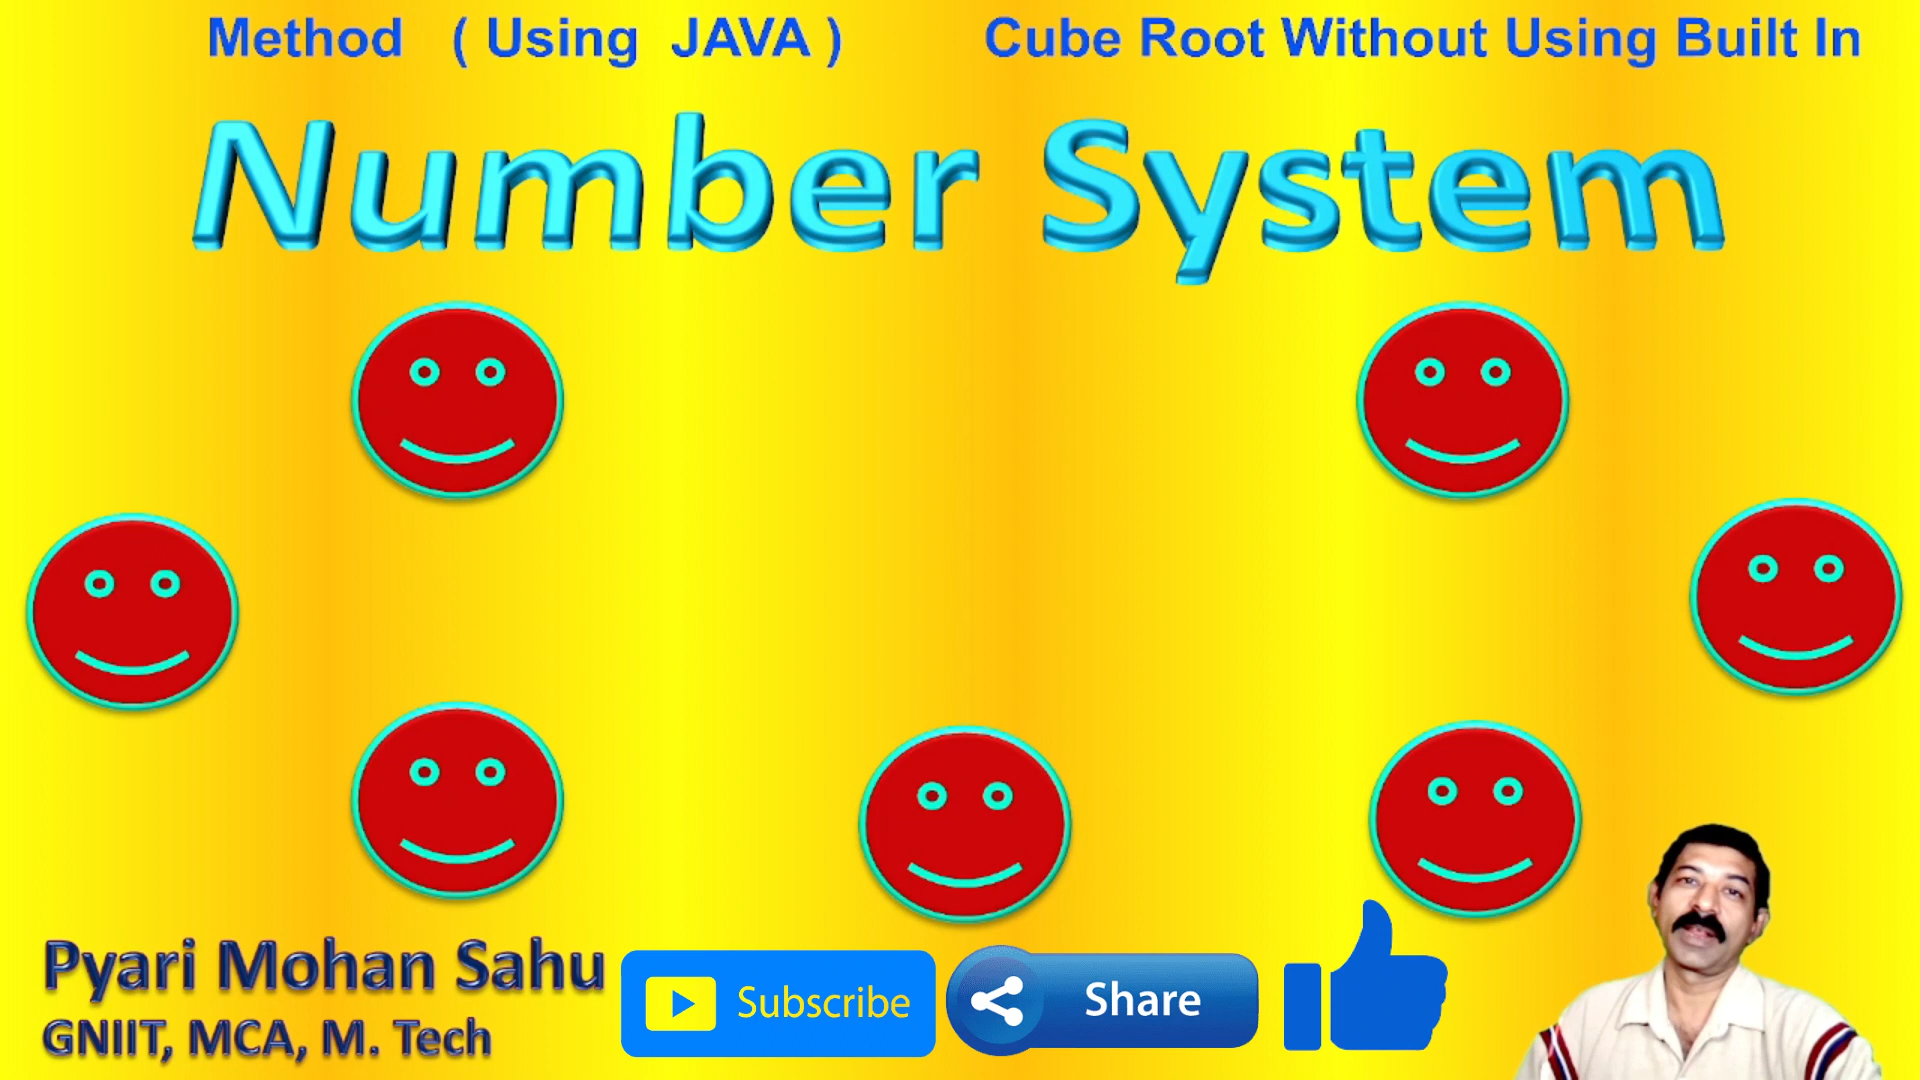 Method ( Using JAVA ) Cube Root Without Using Built In
Number System
Pyari Mohan Sahu
GNIIT, MCA, M. Tech
Subscribe
Share